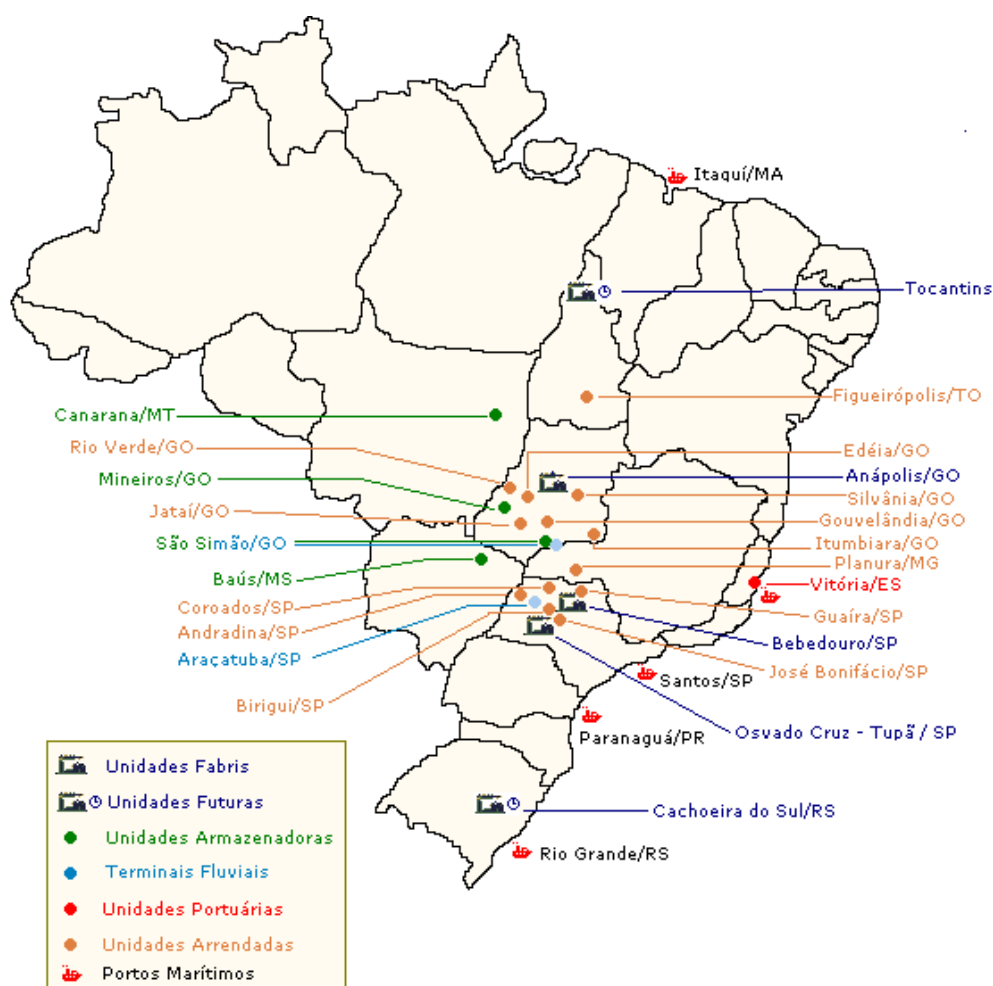 Itaquí/MA
Tocantins
Figueirópolis/TO
Canarana/MT
Rio Verde/GO
Edéia/GO
Mineiros/GO
Anápolis/GO
Silvânia/GO
Jataí/GO
Gouvelândia/GO
São Simão/GO
Itumbiara/GO
Planura/MG
Baús/MS
Vitória/ES
Coroados/SP
Guaíra/SP
Andradina/SP
Bebedouro/SP
Araçatuba/SP
José Bonifácio/SP
Santos/SP
Birigui/SP
Osvado Cruz - Tupã / SP
Paranaguá/PR
Cachoeira do Sul/RS
Rio Grande/RS
Unidades Fabris
Unidades Futuras
Unidades Armazenadoras
Terminais Fluviais
Unidades Portuárias
Unidades Arrendadas
Portos Marítimos